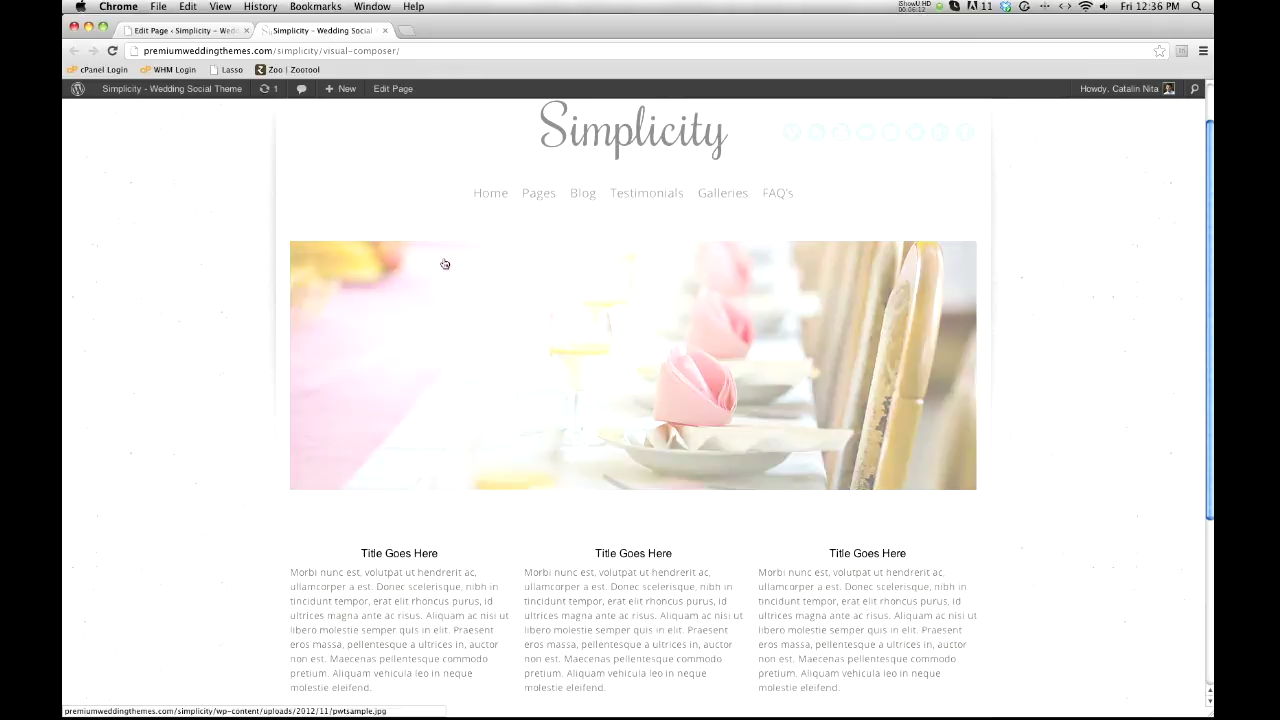 Chrome File Edit View History Bookmarks Window Help
11 Fri 12:36 PM
Edit Page ‹ Simplicity – Wedd
Simplicity – Wedding Social
premiumweddingthemes.com/simplicity/visual-composer/
cPanel Login WHM Login Lasso Zoo | Zootool
Simplicity - Wedding Social Theme 1 New Edit Page Howdy, Catalin Nita
Simplicity
Home Pages Blog Testimonials Galleries FAQ's
Title Goes Here
Morbi nunc est, volutpat ut hendrerit ac,
ullamcorper a est. Donec scelerisque, nibh in
tincidunt tempor, erat elit rhoncus purus, id
ultrices magna ante ac risus. Aliquam ac nisi ut
libero molestie semper quis in elit. Praesent
eros massa, pellentesque a ultrices in, auctor
non est. Maecenas pellentesque commodo
pretium. Aliquam vehicula leo in neque
molestie eleifend.
Title Goes Here
Morbi nunc est, volutpat ut hendrerit ac,
ullamcorper a est. Donec scelerisque, nibh in
tincidunt tempor, erat elit rhoncus purus, id
ultrices magna ante ac risus. Aliquam ac nisi ut
libero molestie semper quis in elit. Praesent
eros massa, pellentesque a ultrices in, auctor
non est. Maecenas pellentesque commodo
pretium. Aliquam vehicula leo in neque
molestie eleifend.
Title Goes Here
Morbi nunc est, volutpat ut hendrerit ac,
ullamcorper a est. Donec scelerisque, nibh in
tincidunt tempor, erat elit rhoncus purus, id
ultrices magna ante ac risus. Aliquam ac nisi ut
libero molestie semper quis in elit. Praesent
eros massa, pellentesque a ultrices in, auctor
non est. Maecenas pellentesque commodo
pretium. Aliquam vehicula leo in neque
molestie eleifend.
premiumweddingthemes.com/simplicity/wp-content/uploads/2012/11/pwtsample.jpg